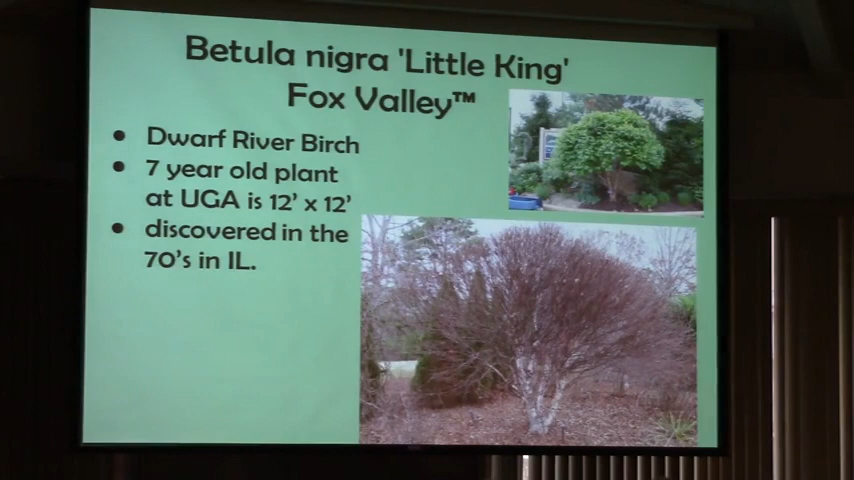 Betula nigra 'Little King'
Fox Valley™
• Dwarf River Birch
• 7 year old plant
at UGA is 12' x 12'
• discovered in the
70's in IL.